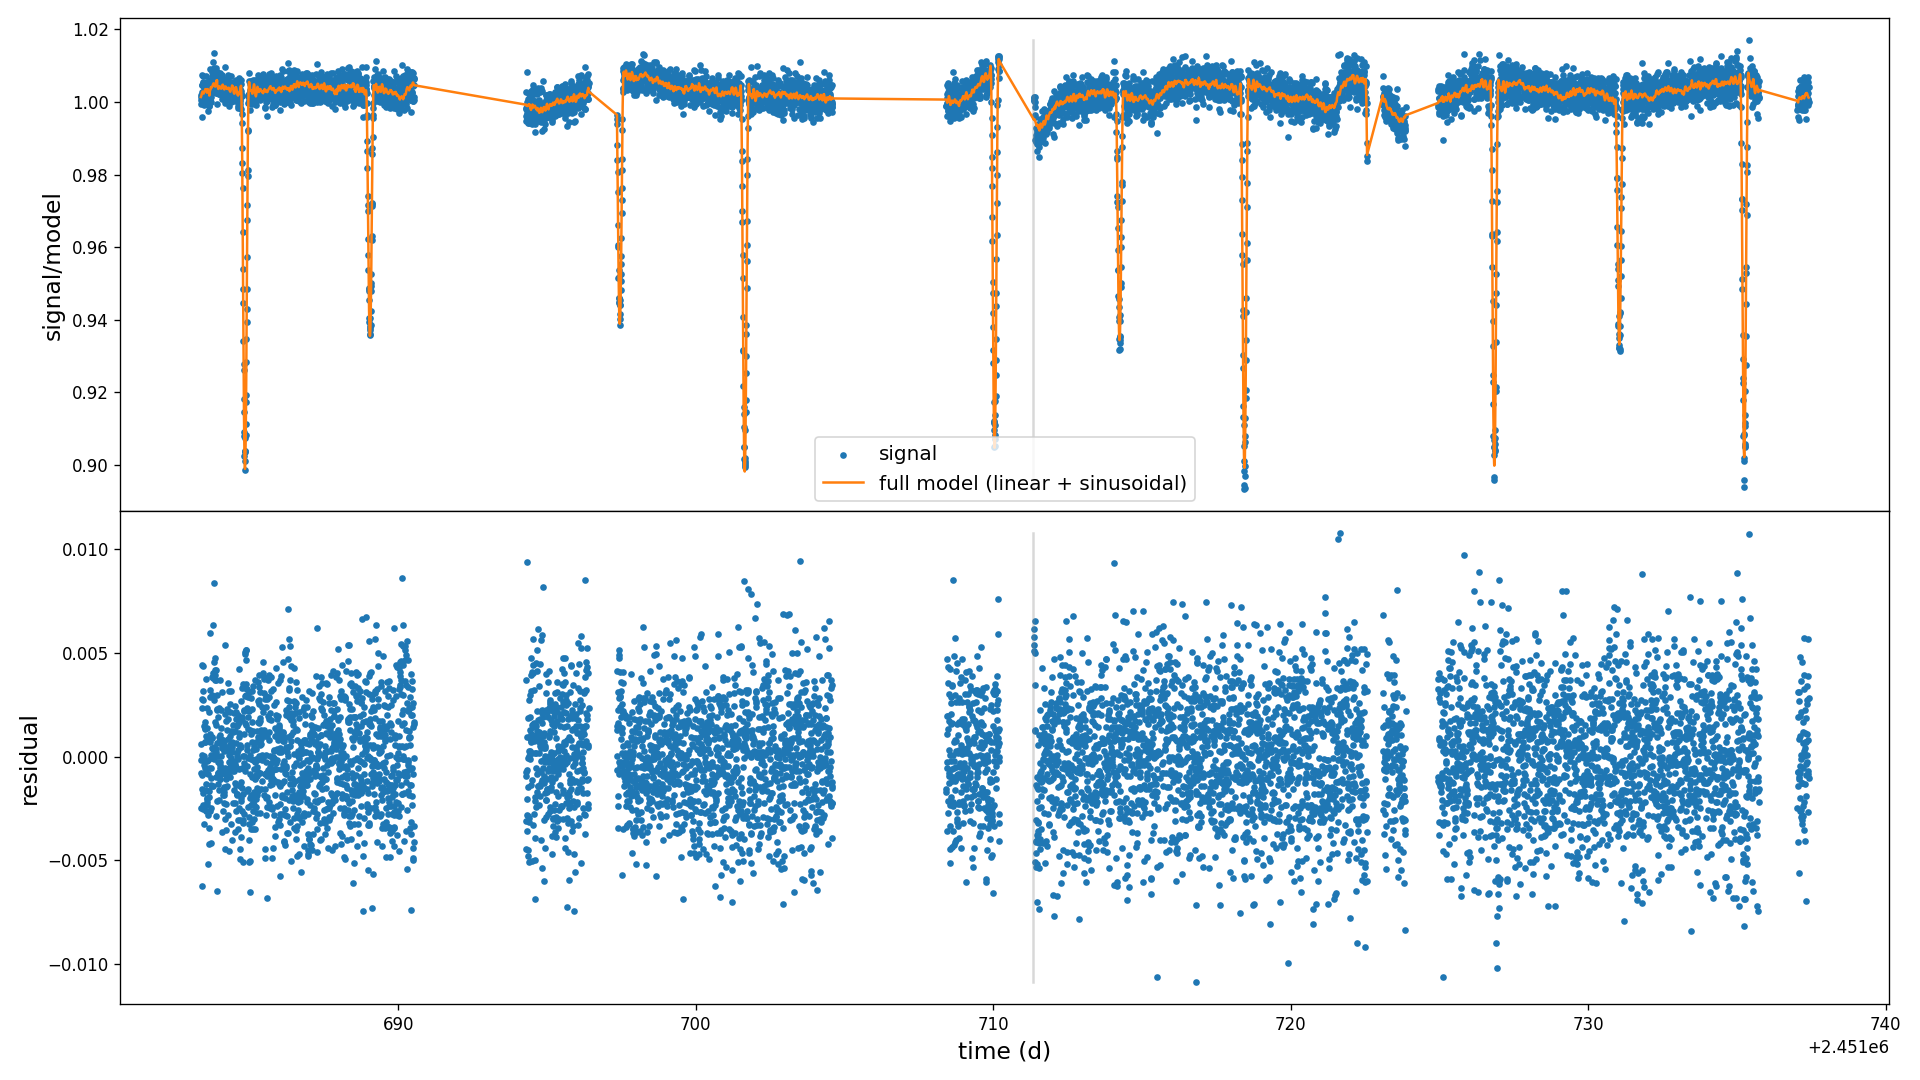 1.02
1.00
0.98
0.96
0.94
0.92
0.90
signal/model
signal
full model (linear + sinusoidal)
0.010
0.005
0.000
−0.005
−0.010
residual
690 700 710 720 730 740
time (d)
+2.451e6